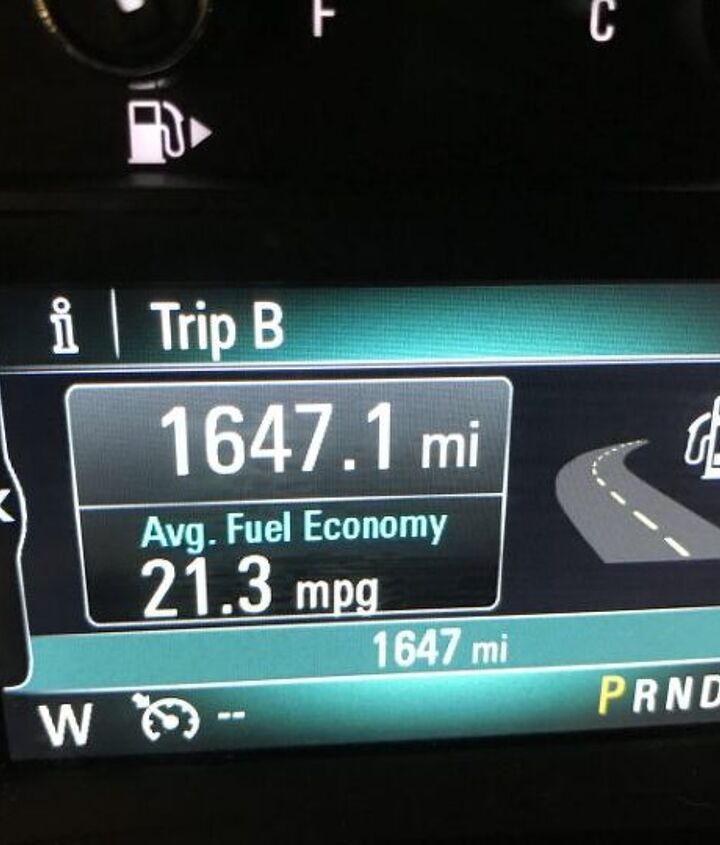 F C
i Trip B
1647.1 mi
Avg. Fuel Economy
21.3 mpg
1647 mi
W -- PRND